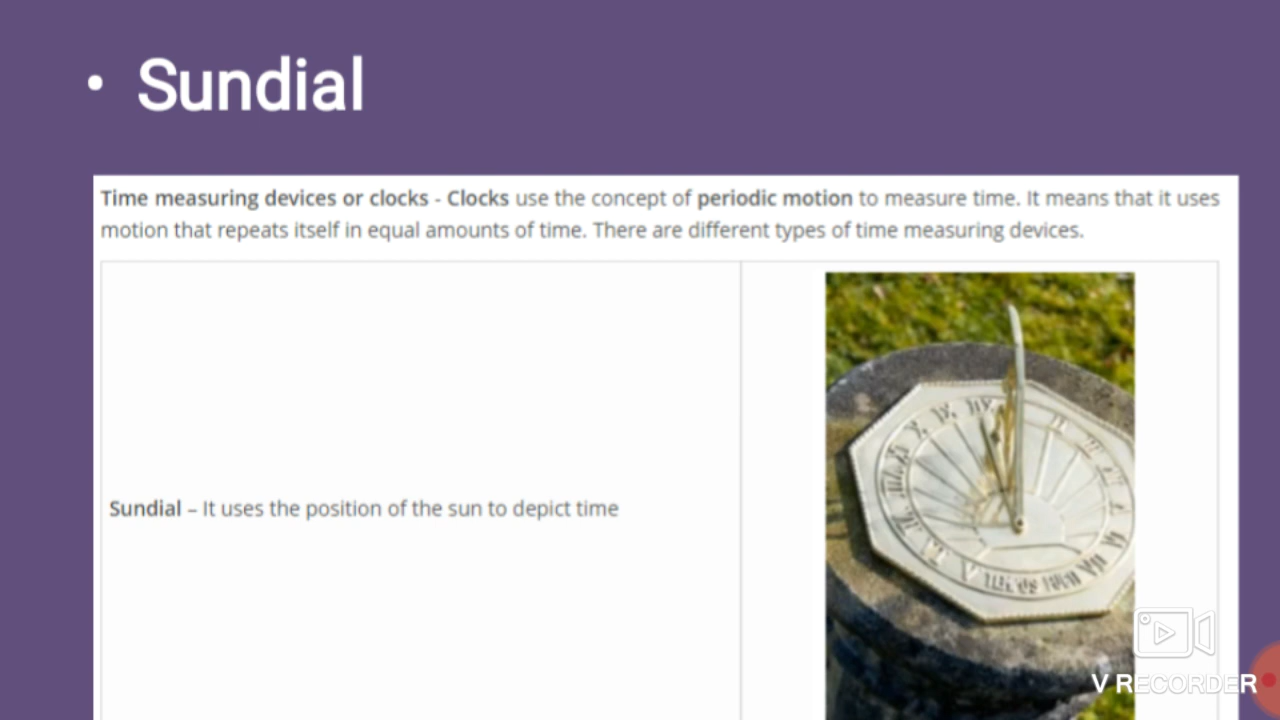 • Sundial
Time measuring devices or clocks - Clocks use the concept of periodic motion to measure time. It means that it uses
motion that repeats itself in equal amounts of time. There are different types of time measuring devices.
Sundial – It uses the position of the sun to depict time
V RECORDER